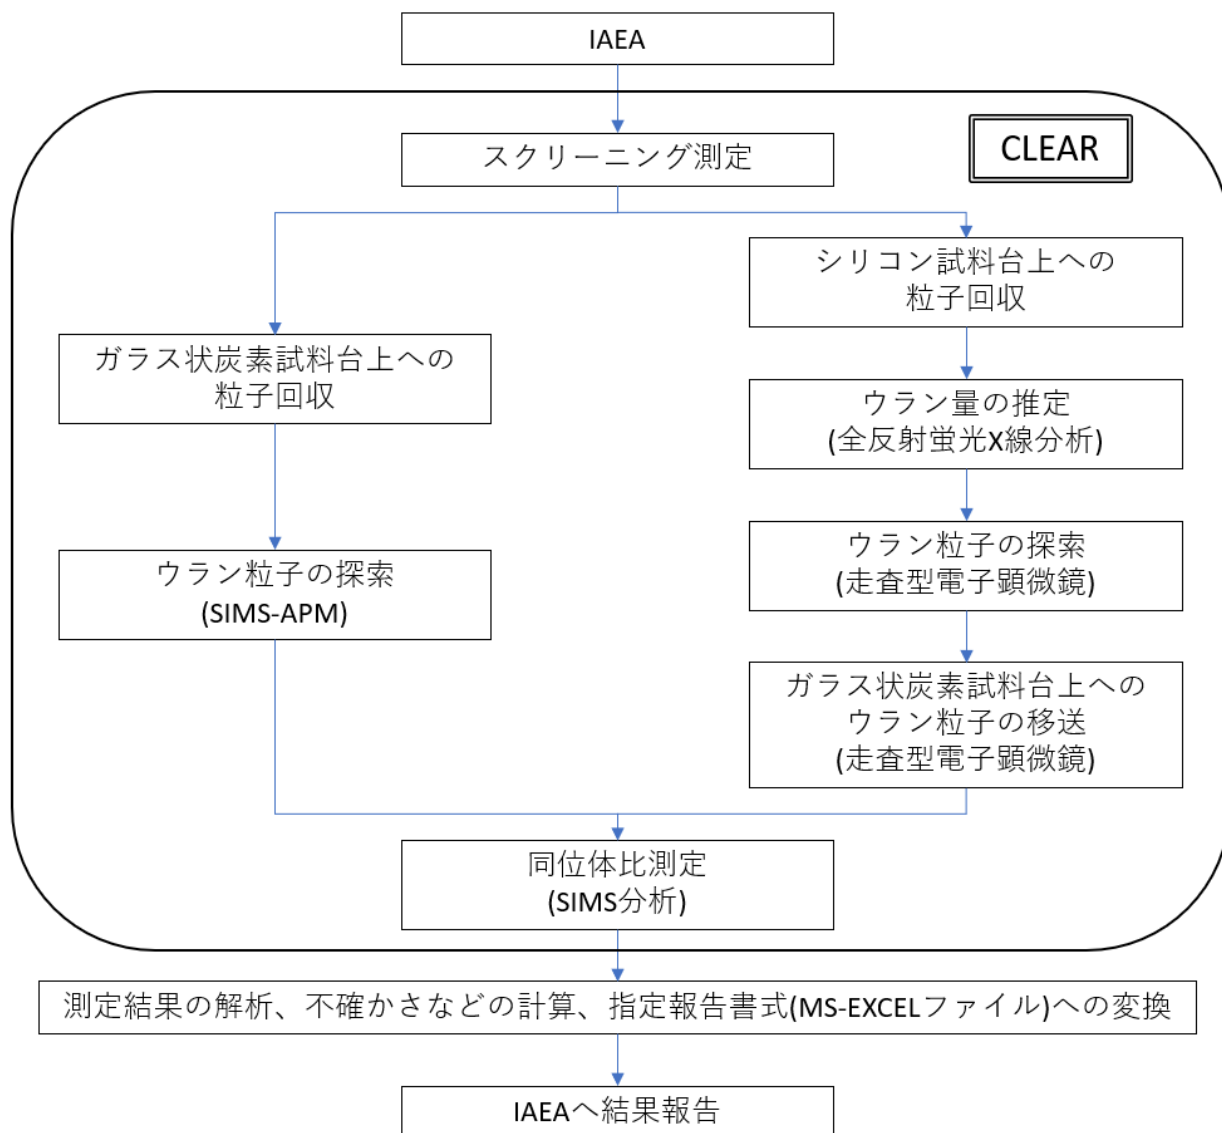 IAEA
CLEAR
スクリーニング測定
シリコン試料台上への
粒子回収
ガラス状炭素試料台上への
粒子回収
ウラン量の推定
(全反射蛍光X線分析)
ウラン粒子の探索
(走査型電子顕微鏡)
ウラン粒子の探索
(SIMS-APM)
ガラス状炭素試料台上への
ウラン粒子の移送
(走査型電子顕微鏡)
同位体比測定
(SIMS分析)
測定結果の解析、不確かさなどの計算、指定報告書式(MS-EXCELファイル)への変換
IAEAへ結果報告